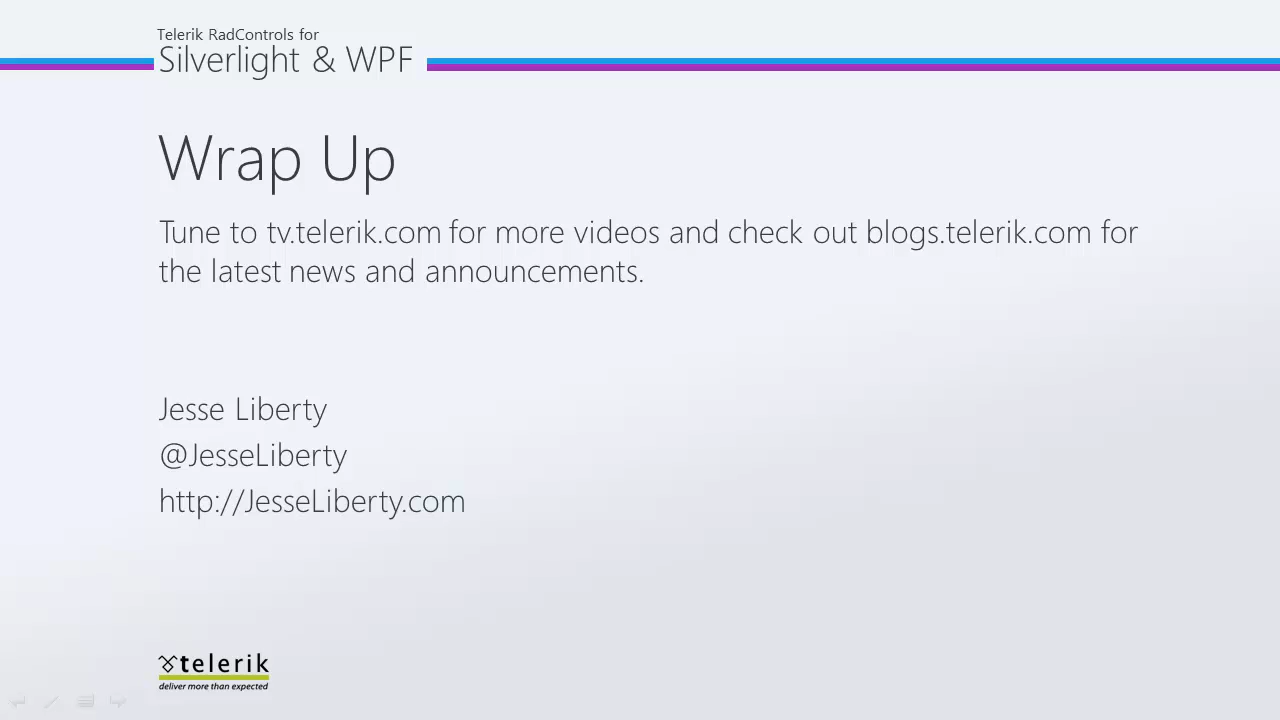 Telerik RadControls for
Silverlight & WPF
Wrap Up
Tune to tv.telerik.com for more videos and check out blogs.telerik.com for
the latest news and announcements.
Jesse Liberty
@JesseLiberty
http://JesseLiberty.com
telerik
deliver more than expected